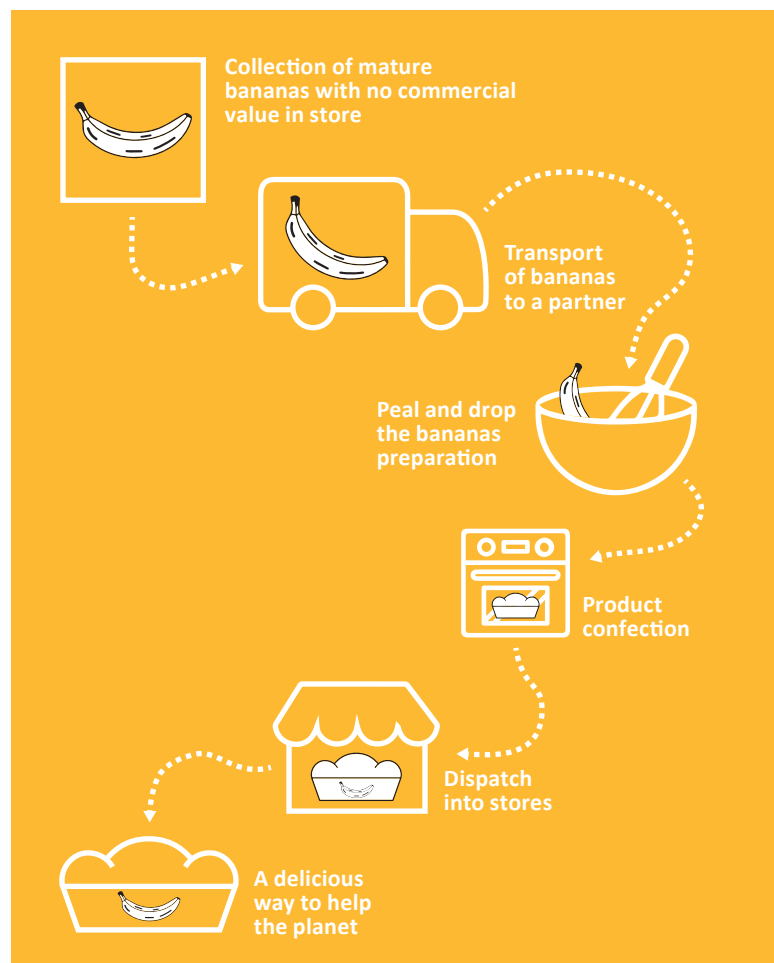 Collection of mature
bananas with no commercial
value in store
Transport
of bananas
to a partner
Peal and drop
the bananas
preparation
Product
confection
Dispatch
into stores
A delicious
way to help
the planet